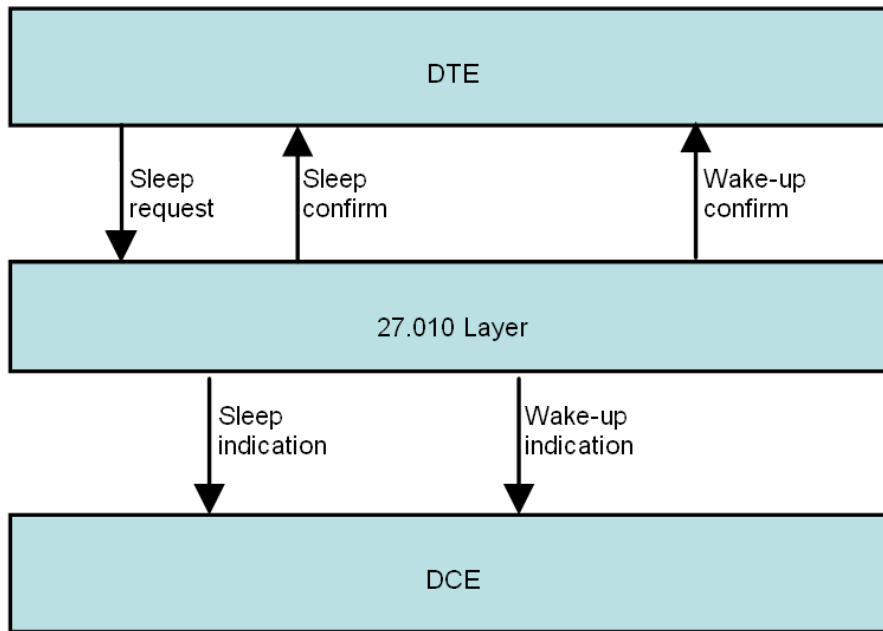 DTE
Sleep
request
Sleep
confirm
Wake-up
confirm
27.010 Layer
Sleep
indication
Wake-up
indication
DCE